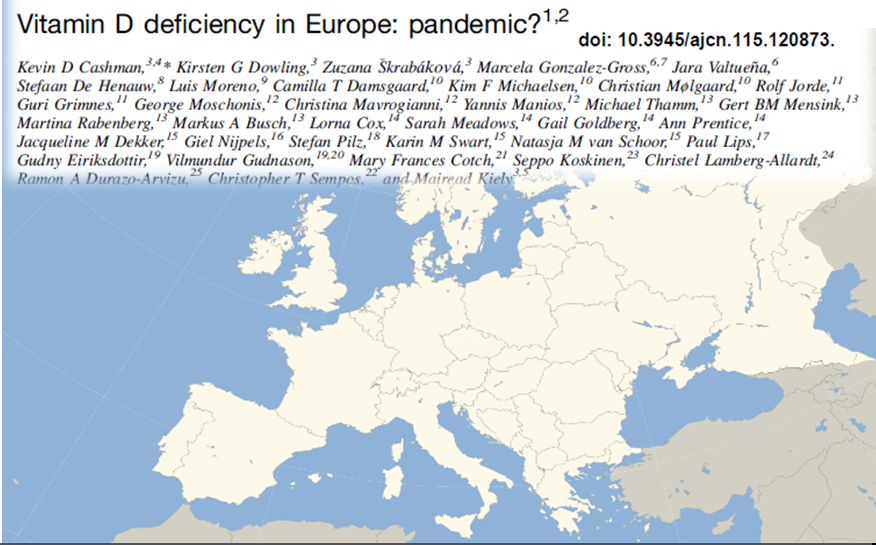 Vitamin D deficiency in Europe: pandemic?1,2
doi: 10.3945/ajcn.115.120873.
Kevin D Cashman,3,4* Kirsten G Dowling,3 Zuzana Škrabáková,3 Marcela Gonzalez-Gross,6,7 Jara Valtueña,6
Stefaan De Henauw,8 Luis Moreno,9 Camilla T Damsgaard,10 Kim F Michaelsen,10 Christian Mølgaard,10 Rolf Jorde,11
Guri Grimnes,11 George Moschonis,12 Christina Mavrogianni,12 Yannis Manios,12 Michael Thamm,13 Gert BM Mensink,13
Martina Rabenberg,13 Markus A Busch,13 Lorna Cox,14 Sarah Meadows,14 Gail Goldberg,14 Ann Prentice,14
Jacqueline M Dekker,15 Giel Nijpels,16 Stefan Pilz,18 Karin M Swart,15 Natasja M van Schoor,15 Paul Lips,17
Gudny Eiriksdottir,19 Vilmundur Gudnason,19,20 Mary Frances Cotch,21 Seppo Koskinen,23 Christel Lamberg-Allardt,24
Ramon A Durazo-Arvizu,25 Christopher T Sempos,22 and Mairead Kiely3,5